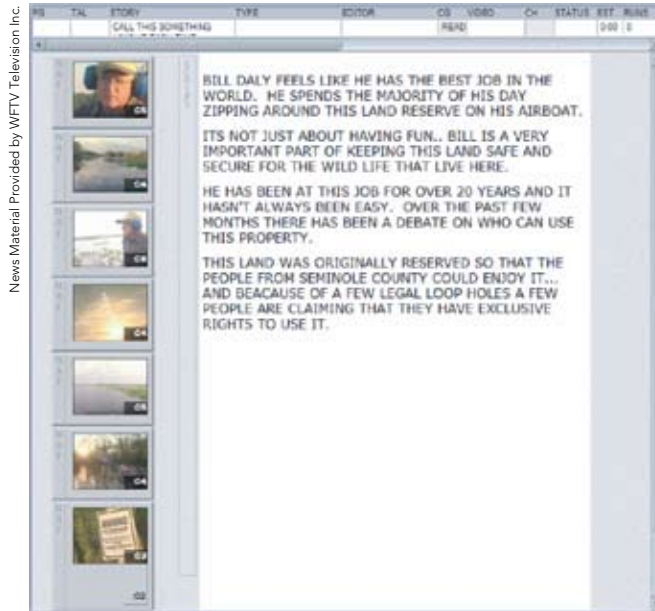 News Material Provided by WFTV Television Inc.
PG TAL STORY TYPE EDITOR CG VIDEO CH STATUS EST. RUNS
CALL THIS SOMETHING READ 0:00 0
BILL DALY FEELS LIKE HE HAS THE BEST JOB IN THE
WORLD. HE SPENDS THE MAJORITY OF HIS DAY
ZIPPING AROUND THIS LAND RESERVE ON HIS AIRBOAT.
ITS NOT JUST ABOUT HAVING FUN.. BILL IS A VERY
IMPORTANT PART OF KEEPING THIS LAND SAFE AND
SECURE FOR THE WILD LIFE THAT LIVE HERE.
HE HAS BEEN AT THIS JOB FOR OVER 20 YEARS AND IT
HASN'T ALWAYS BEEN EASY. OVER THE PAST FEW
MONTHS THERE HAS BEEN A DEBATE ON WHO CAN USE
THIS PROPERTY.
THIS LAND WAS ORIGINALLY RESERVED SO THAT THE
PEOPLE FROM SEMINOLE COUNTY COULD ENJOY IT...
AND BEACAUSE OF A FEW LEGAL LOOP HOLES A FEW
PEOPLE ARE CLAIMING THAT THEY HAVE EXCLUSIVE
RIGHTS TO USE IT.